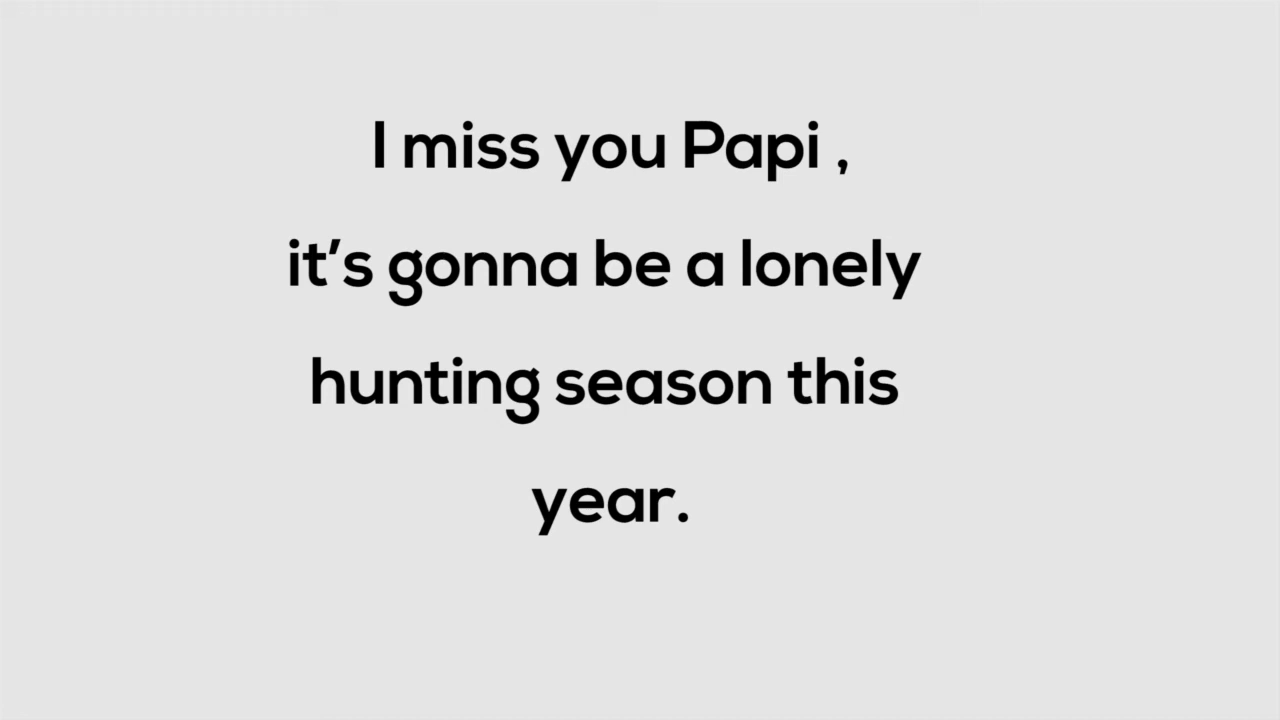 I miss you Papi ,
it’s gonna be a lonely
hunting season this
year.